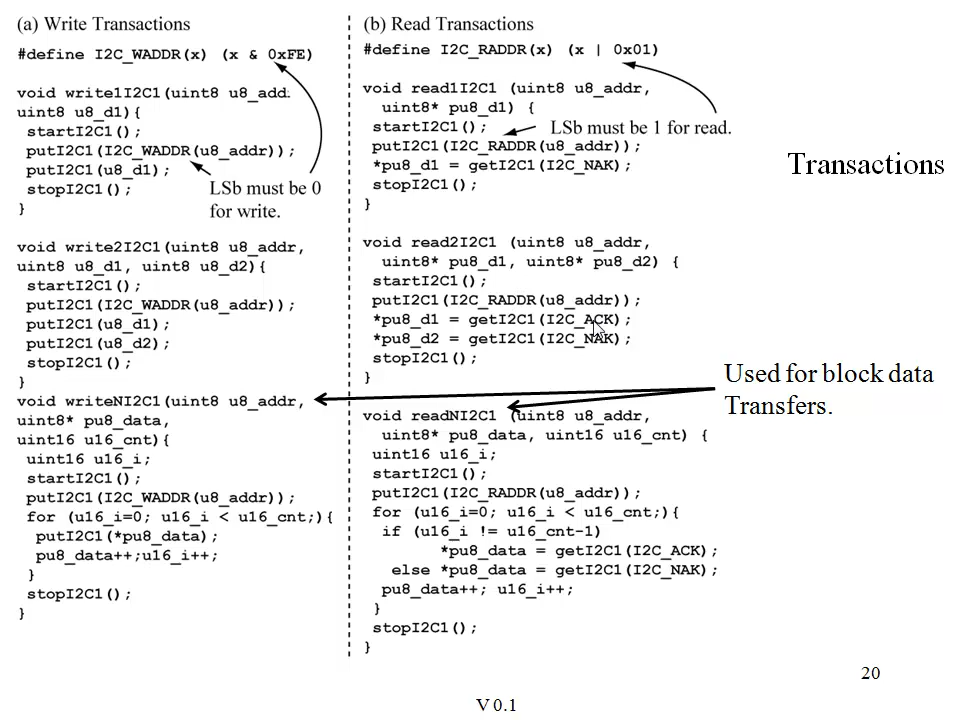 (a) Write Transactions
#define I2C_WADDR(x) (x & 0xFE)
void write1I2C1(uint8 u8_addr
uint8 u8_d1){
startI2C1();
putI2C1(I2C_WADDR(u8_addr));
putI2C1(u8_d1);
stopI2C1();
}
LSb must be 0
for write.
void write2I2C1(uint8 u8_addr,
uint8 u8_d1, uint8 u8_d2){
startI2C1();
putI2C1(I2C_WADDR(u8_addr));
putI2C1(u8_d1);
putI2C1(u8_d2);
stopI2C1();
}
void writeNI2C1(uint8 u8_addr,
uint8* pu8_data,
uint16 u16_cnt){
uint16 u16_i;
startI2C1();
putI2C1(I2C_WADDR(u8_addr));
for (u16_i=0; u16_i < u16_cnt;){
putI2C1(*pu8_data);
pu8_data++;u16_i++;
}
stopI2C1();
}
(b) Read Transactions
#define I2C_RADDR(x) (x | 0x01)
void read1I2C1 (uint8 u8_addr,
uint8* pu8_d1) {
startI2C1();
putI2C1(I2C_RADDR(u8_addr));
*pu8_d1 = getI2C1(I2C_NAK);
stopI2C1();
}
LSb must be 1 for read.
void read2I2C1 (uint8 u8_addr,
uint8* pu8_d1, uint8* pu8_d2) {
startI2C1();
putI2C1(I2C_RADDR(u8_addr));
*pu8_d1 = getI2C1(I2C_ACK);
*pu8_d2 = getI2C1(I2C_NAK);
stopI2C1();
}
void readNI2C1 (uint8 u8_addr,
uint8* pu8_data, uint16 u16_cnt) {
uint16 u16_i;
startI2C1();
putI2C1(I2C_RADDR(u8_addr));
for (u16_i=0; u16_i < u16_cnt;){
if (u16_i != u16_cnt-1)
*pu8_data = getI2C1(I2C_ACK);
else *pu8_data = getI2C1(I2C_NAK);
pu8_data++; u16_i++;
}
stopI2C1();
}
Transactions
Used for block data
Transfers.
20
V 0.1